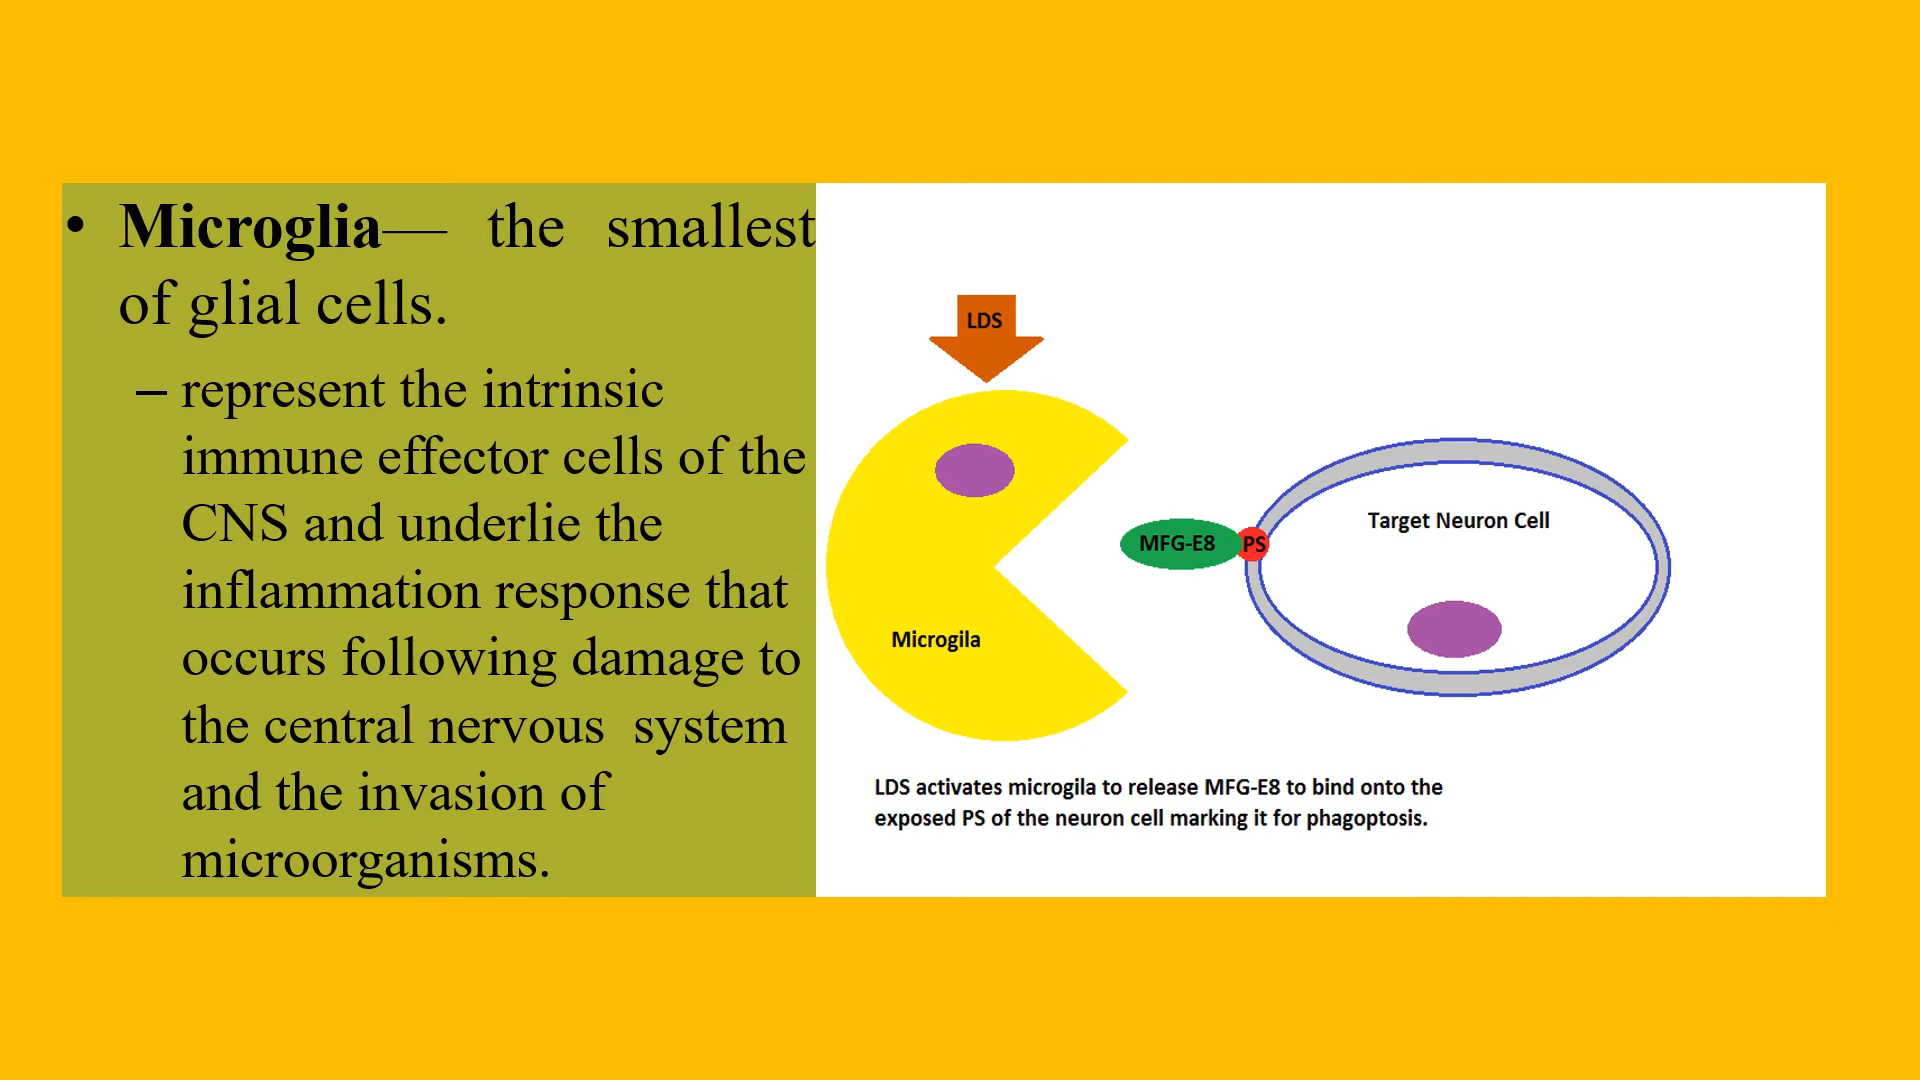 • Microglia— the smallest
of glial cells.
– represent the intrinsic
immune effector cells of the
CNS and underlie the
inflammation response that
occurs following damage to
the central nervous system
and the invasion of
microorganisms.
LDS
MFG-E8
PS
Target Neuron Cell
Microgila
LDS activates microgila to release MFG-E8 to bind onto the
exposed PS of the neuron cell marking it for phagoptosis.